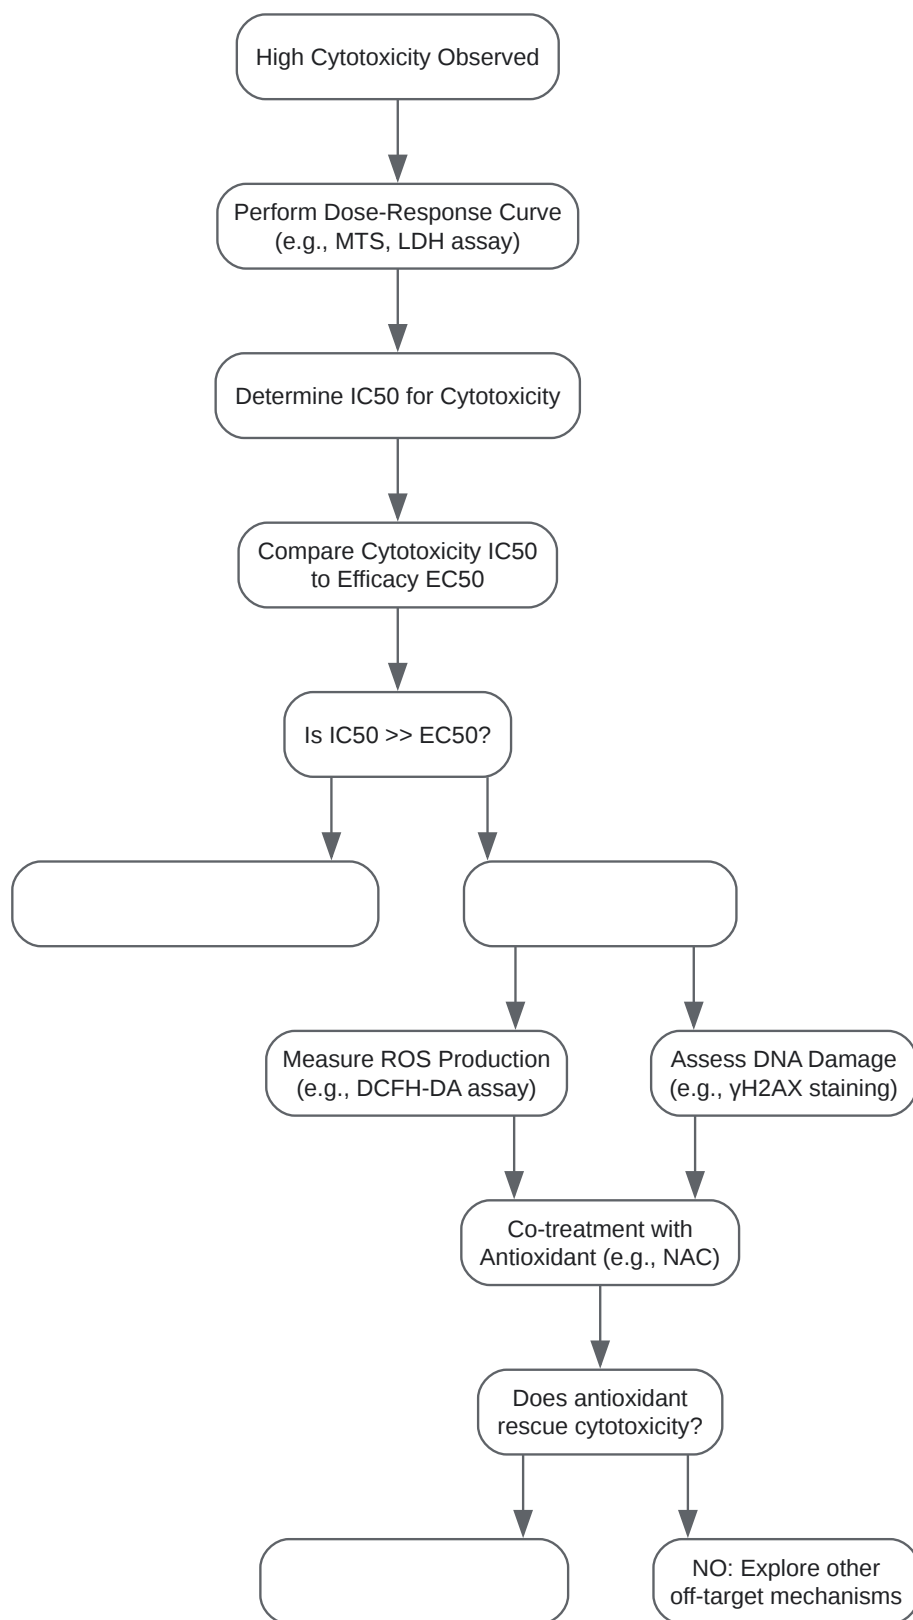 High Cytotoxicity Observed
Perform Dose-Response Curve
(e.g., MTS, LDH assay)
Determine IC50 for Cytotoxicity
Compare Cytotoxicity IC50
to Efficacy EC50
Is IC50 >> EC50?
Measure ROS Production
(e.g., DCFH-DA assay)
Assess DNA Damage
(e.g., γH2AX staining)
Co-treatment with
Antioxidant (e.g., NAC)
Does antioxidant
rescue cytotoxicity?
NO: Explore other
off-target mechanisms